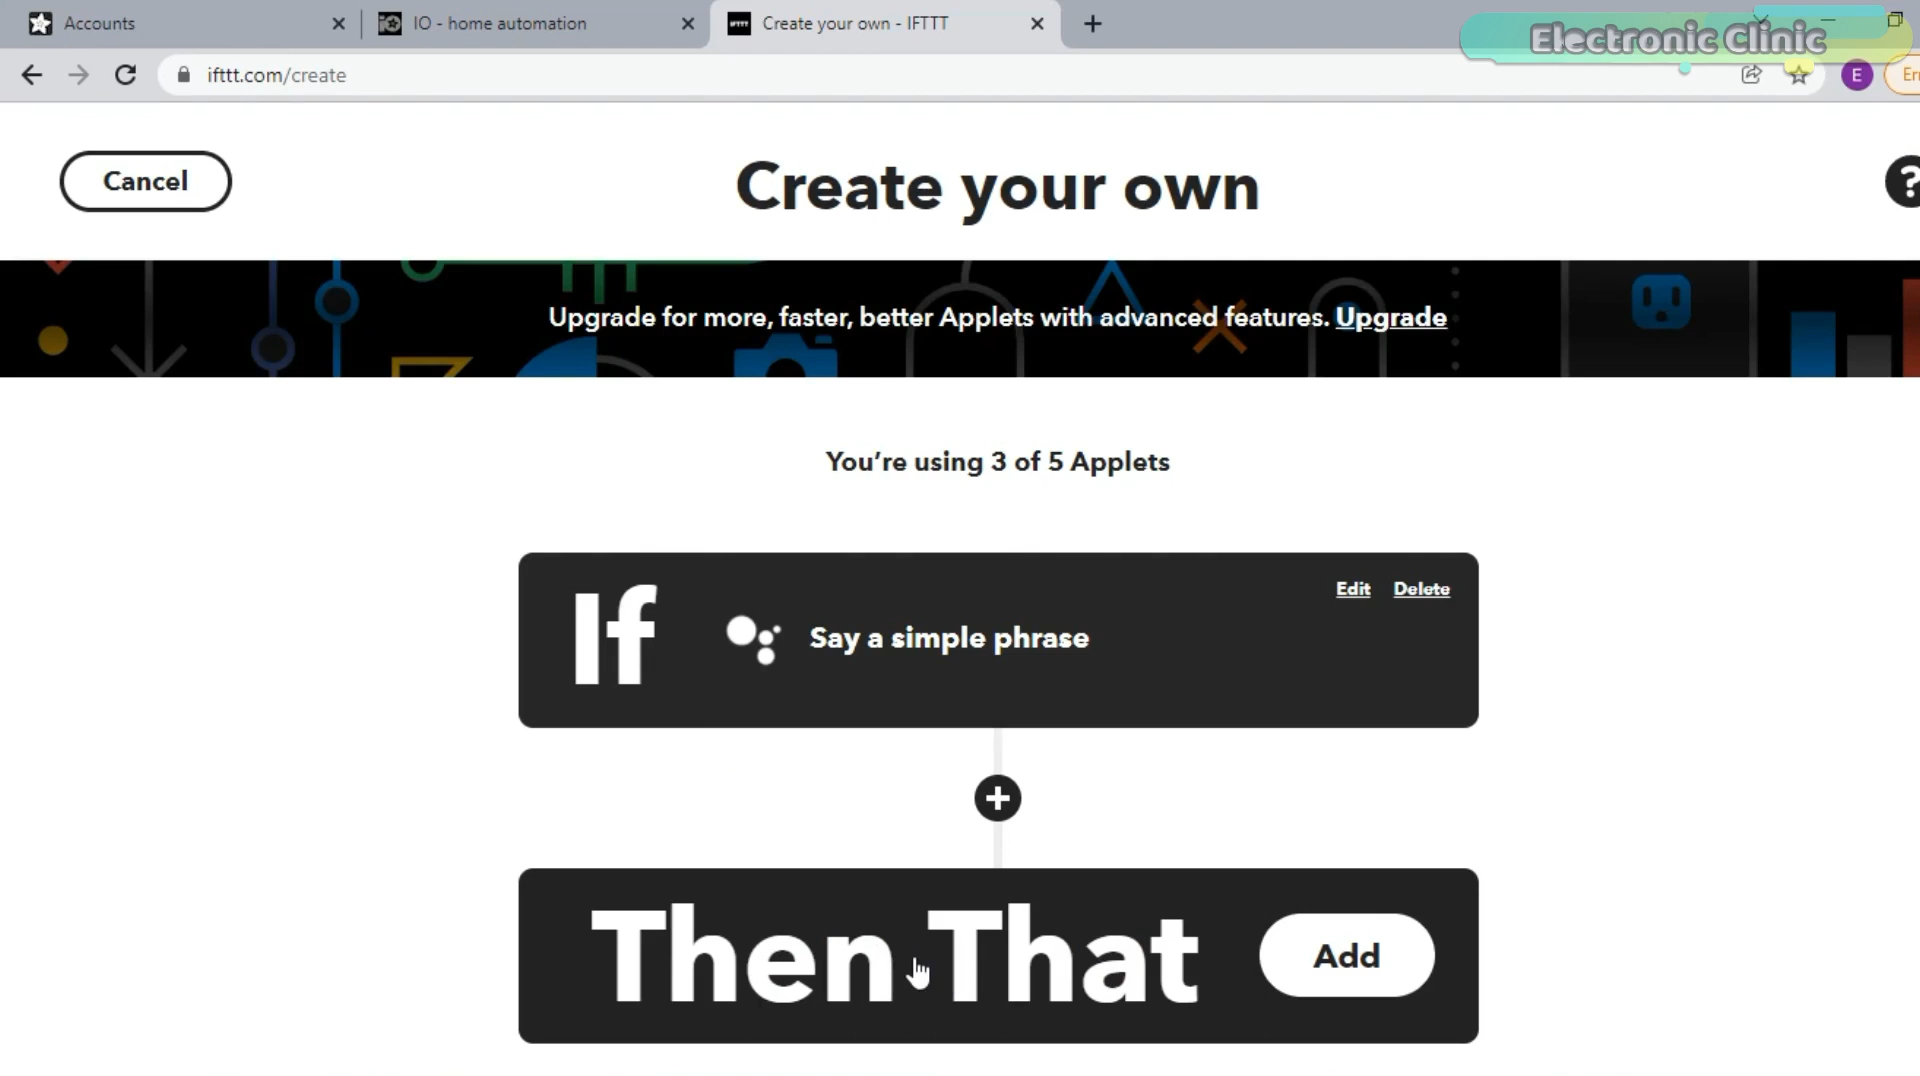 Accounts
IO - home automation
Create your own - IFTTT
Electronic Clinic
ifttt.com/create
E
Err
Cancel
Create your own
?
Upgrade for more, faster, better Applets with advanced features. Upgrade
You're using 3 of 5 Applets
If
Say a simple phrase
Edit
Delete
Then That
Add